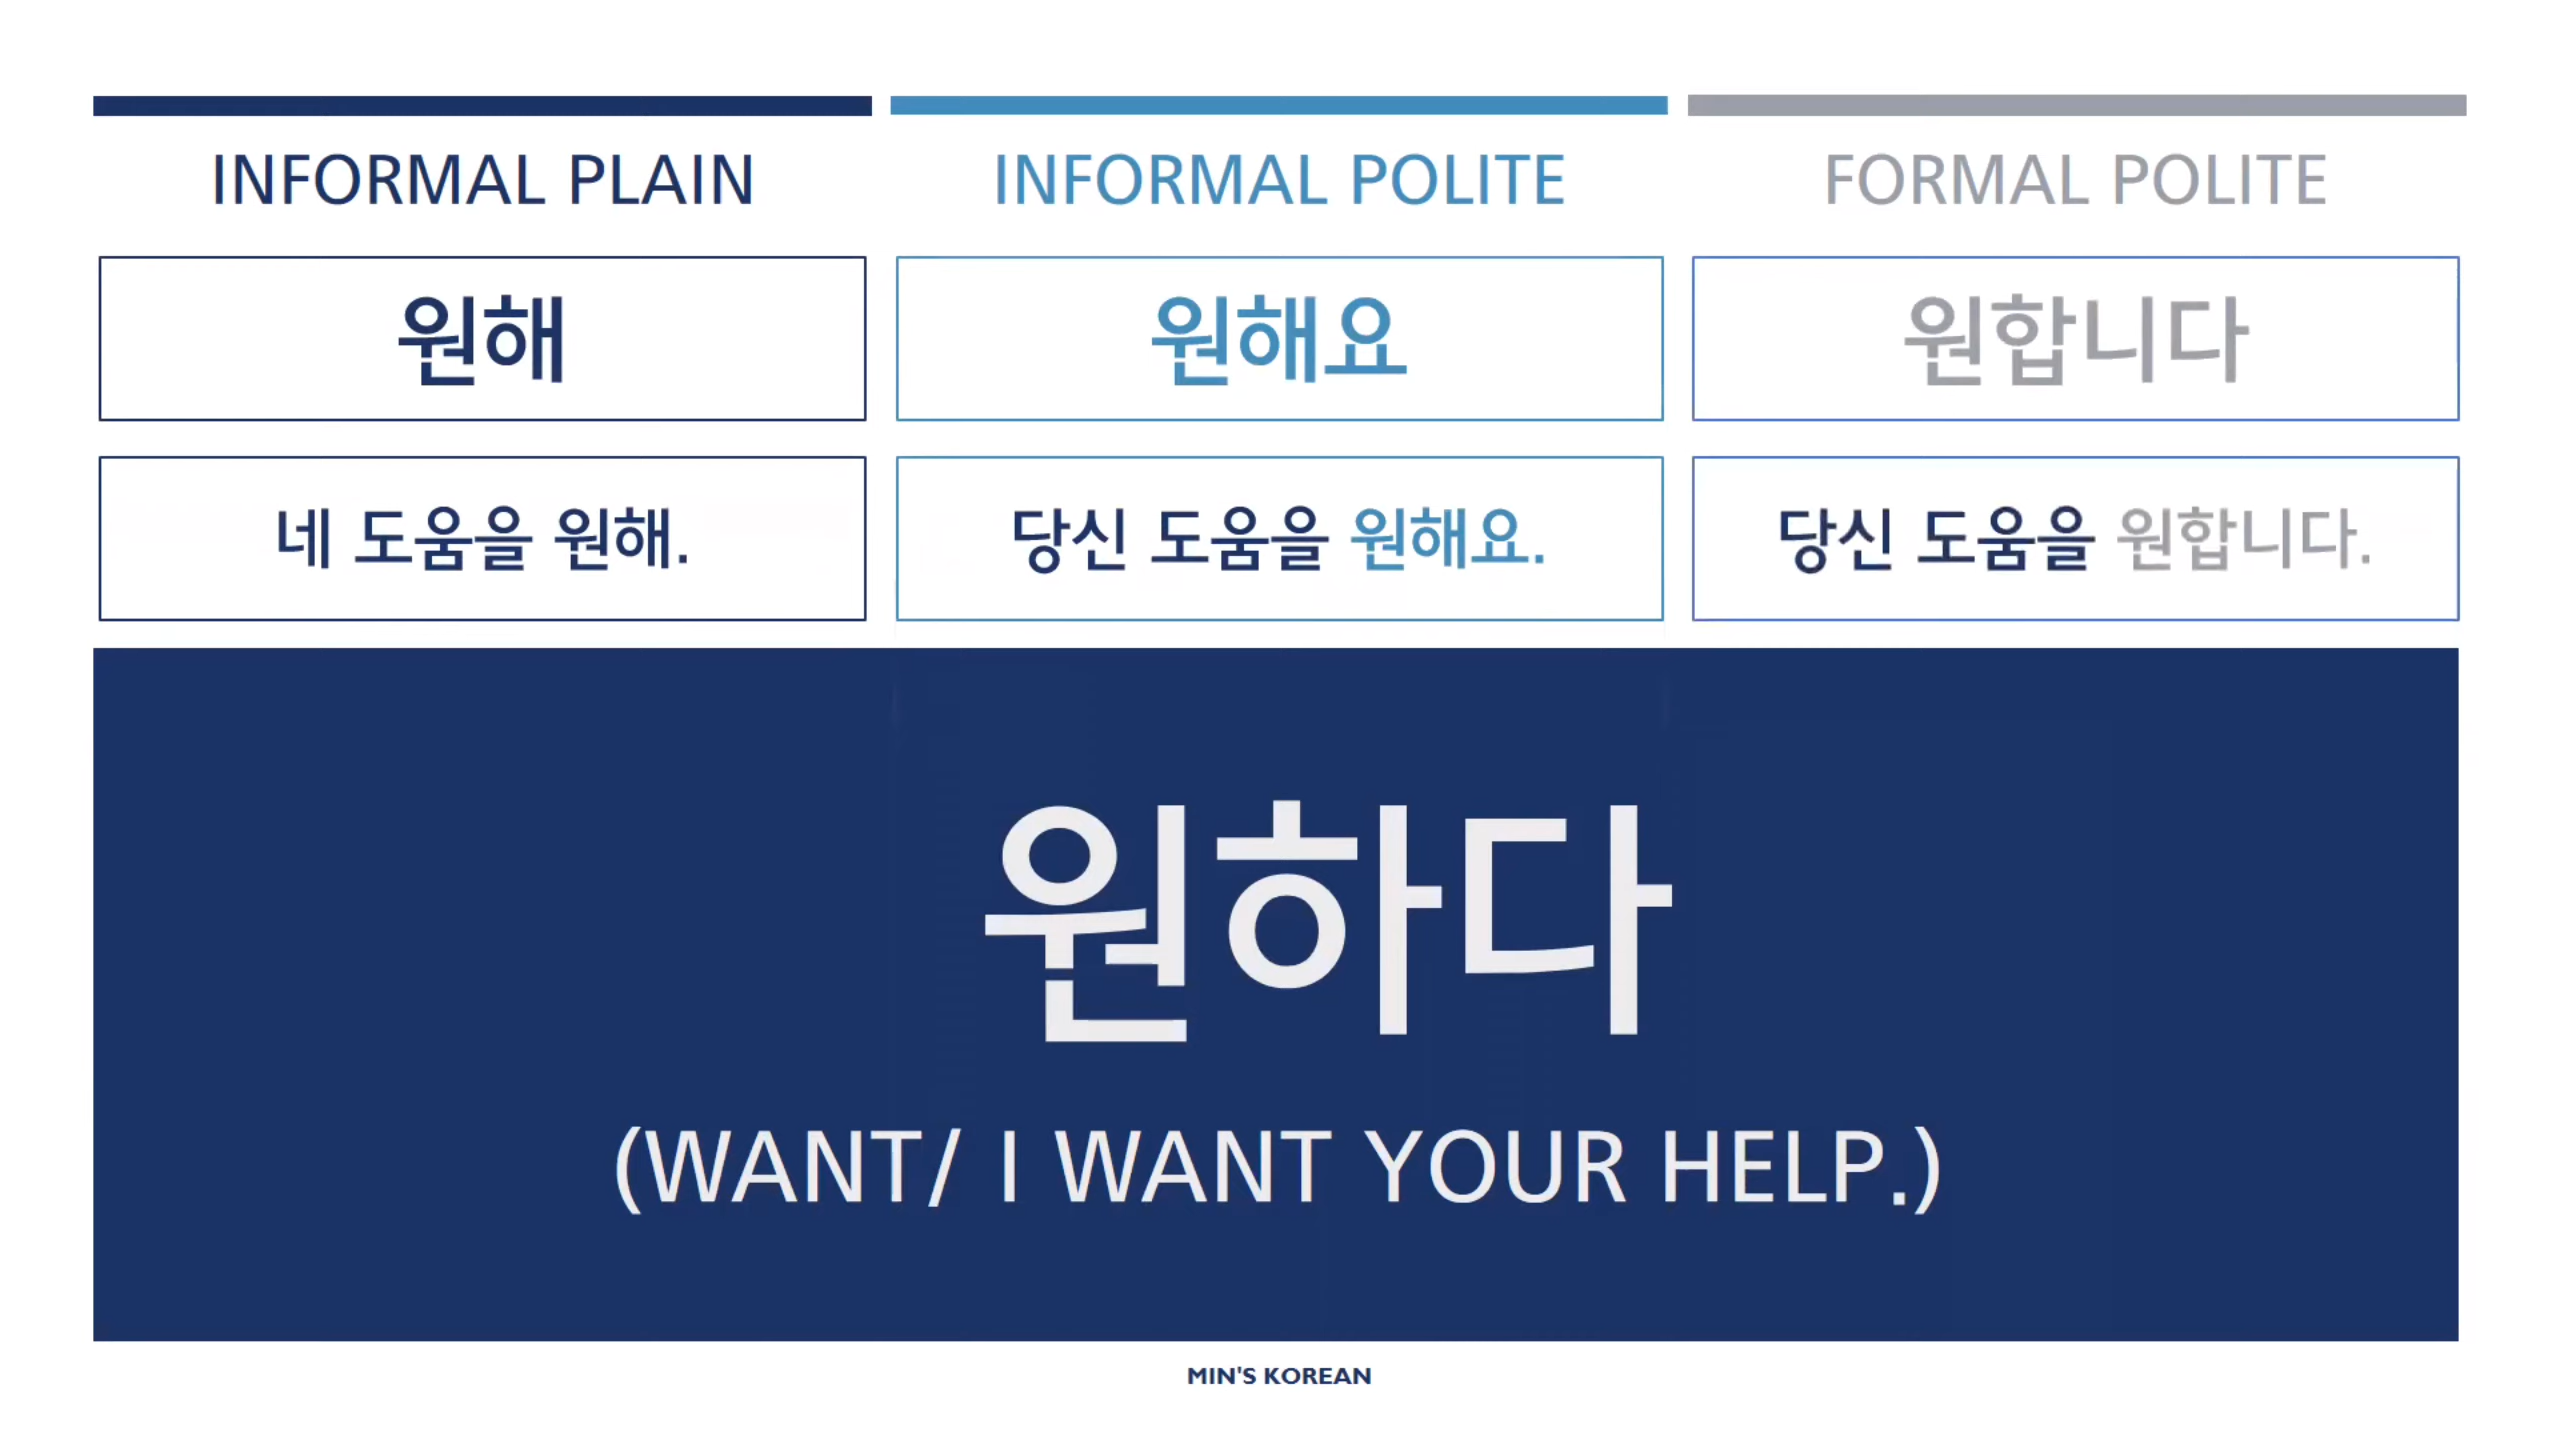 INFORMAL PLAIN
INFORMAL POLITE
FORMAL POLITE
원해
원해요
원합니다
네 도움을 원해.
당신 도움을 원해요.
당신 도움을 원합니다.
원하다
(WANT/ I WANT YOUR HELP.)
MIN'S KOREAN